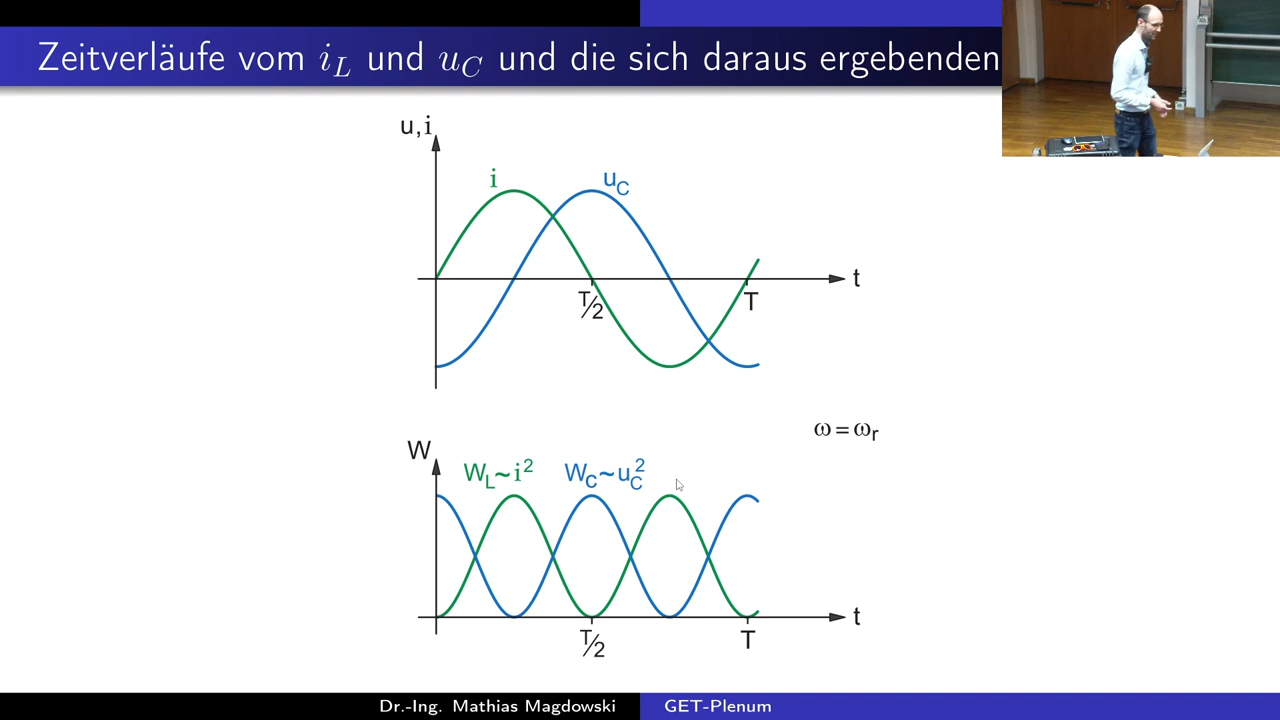 Zeitverläufe vom i_L und u_C und die sich daraus ergebenden
u,i
i
u_C
t
T/2
T
ω = ω_r
W
W_L~i²
W_C~u_C²
t
T/2
T
Dr.-Ing. Mathias Magdowski
GET-Plenum